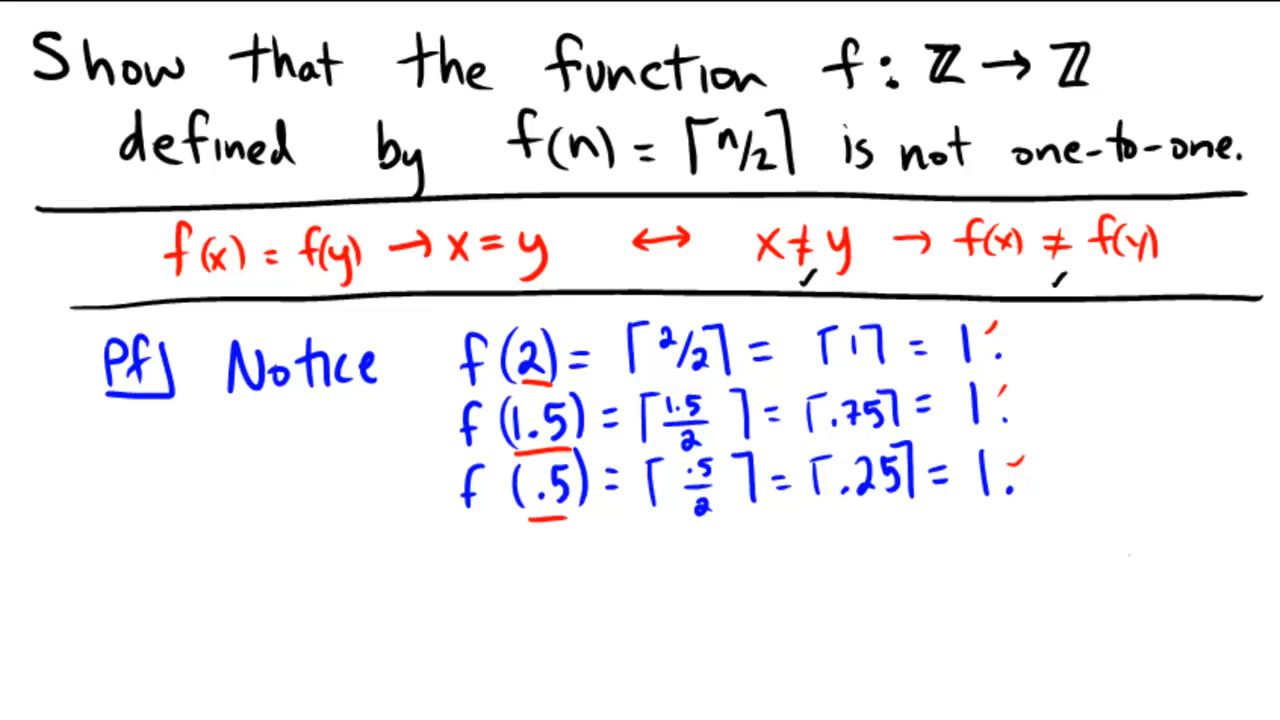 Show that the function f: ℤ → ℤ
defined by f(n) = ⌈n/2⌉ is not one-to-one.
f(x) = f(y) → x = y ↔ x ≠ y → f(x) ≠ f(y)
Pf] Notice f(2) = ⌈2/2⌉ = ⌈1⌉ = 1.
f(1.5) = ⌈1.5/2⌉ = ⌈.75⌉ = 1.
f(.5) = ⌈.5/2⌉ = ⌈.25⌉ = 1.